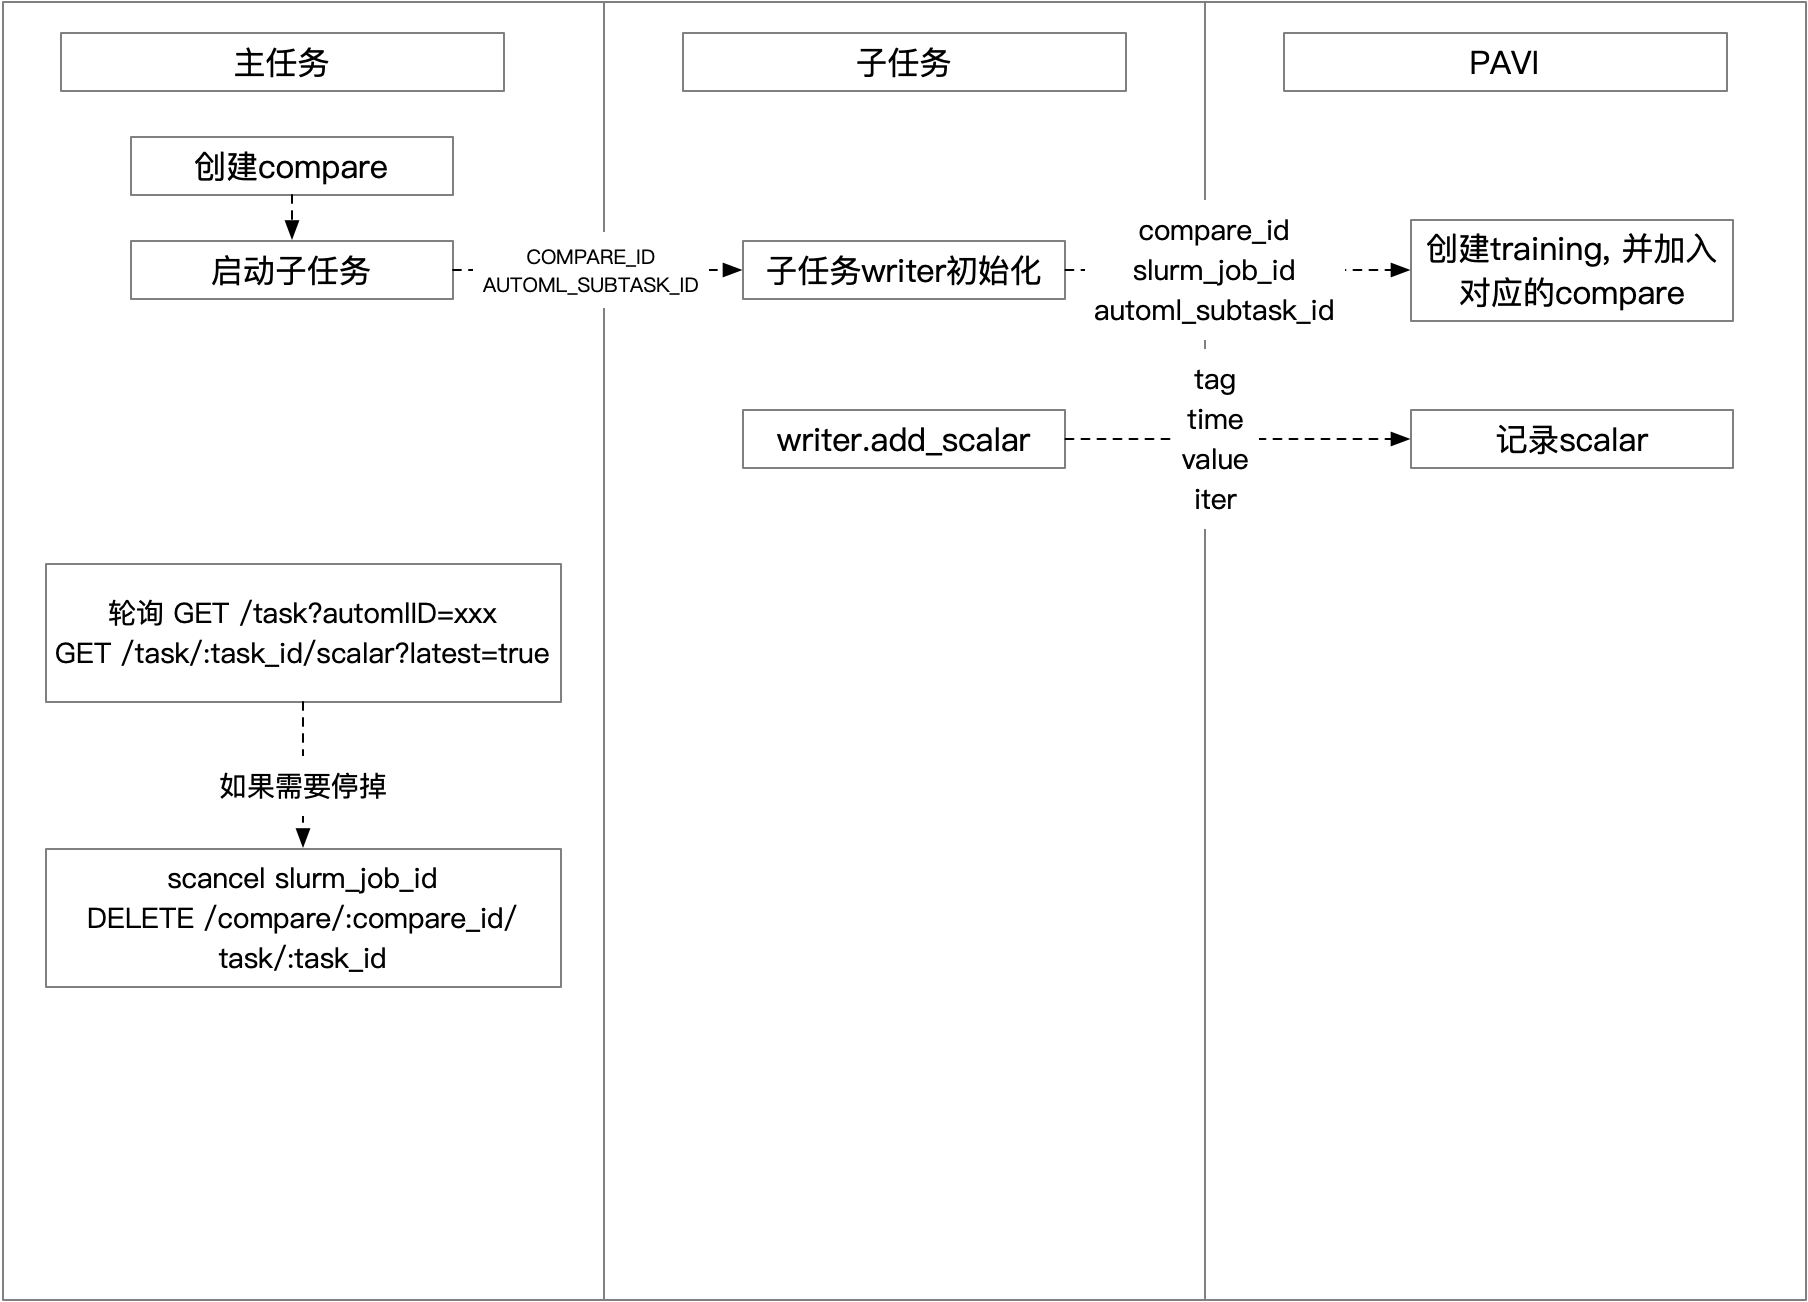 主任务
子任务
PAVI
创建compare
启动子任务
COMPARE_ID
AUTOML_SUBTASK_ID
子任务writer初始化
compare_id
slurm_job_id
automl_subtask_id
创建training, 并加入
对应的compare
writer.add_scalar
tag
time
value
iter
记录scalar
轮询 GET /task?automlID=xxx
GET /task/:task_id/scalar?latest=true
如果需要停掉
scancel slurm_job_id
DELETE /compare/:compare_id/
task/:task_id